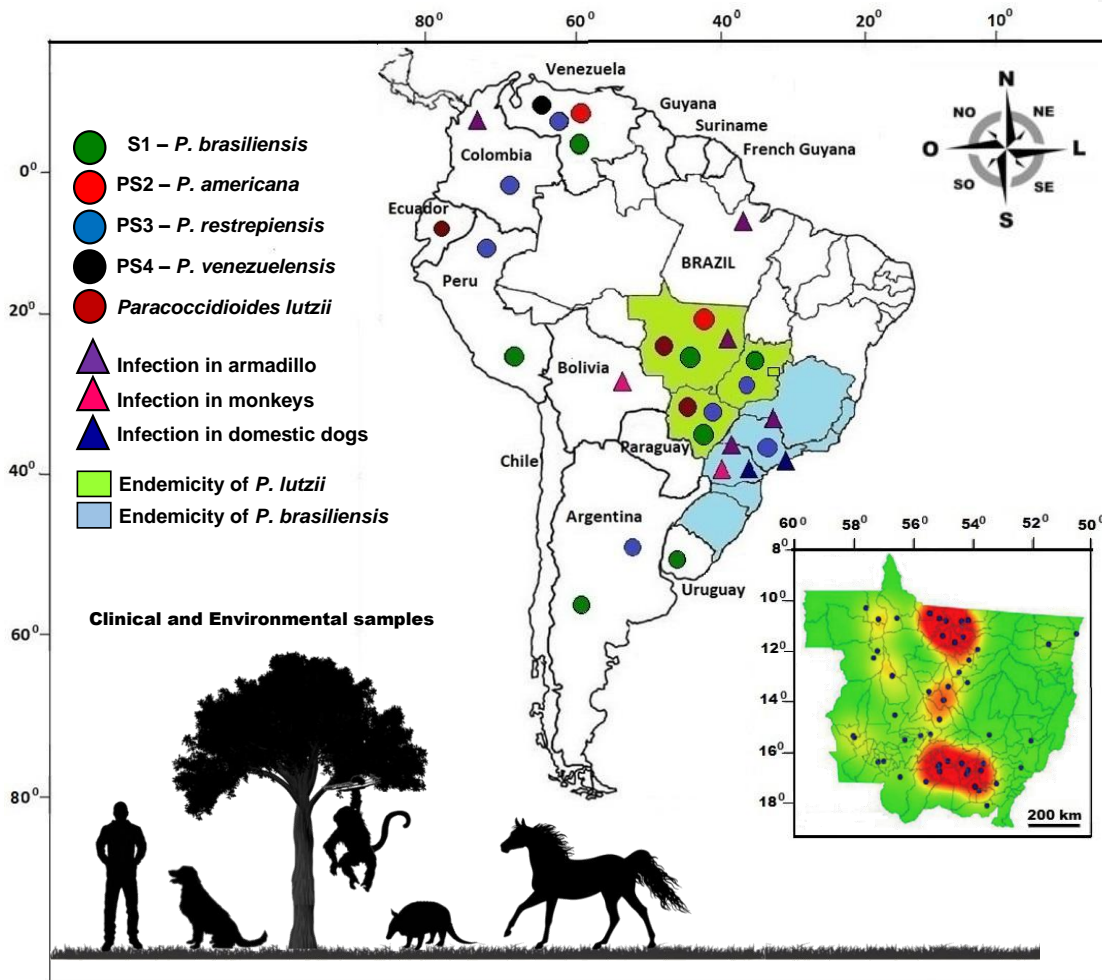 80⁰ 60⁰ 40⁰ 20⁰ 10⁰
Venezuela
Guyana
Suriname
French Guyana
Colombia
Ecuador
Peru
BRAZIL
Bolivia
Paraguay
Chile
Argentina
Uruguay
N
NE
L
SE
S
SO
O
NO
0⁰
20⁰
40⁰
60⁰
80⁰
S1 – P. brasiliensis
PS2 – P. americana
PS3 – P. restrepiensis
PS4 – P. venezuelensis
Paracoccidioides lutzii
Infection in armadillo
Infection in monkeys
Infection in domestic dogs
Endemicity of P. lutzii
Endemicity of P. brasiliensis
Clinical and Environmental samples
60⁰ 58⁰ 56⁰ 54⁰ 52⁰ 50⁰
8⁰
10⁰
12⁰
14⁰
16⁰
18⁰
200 km